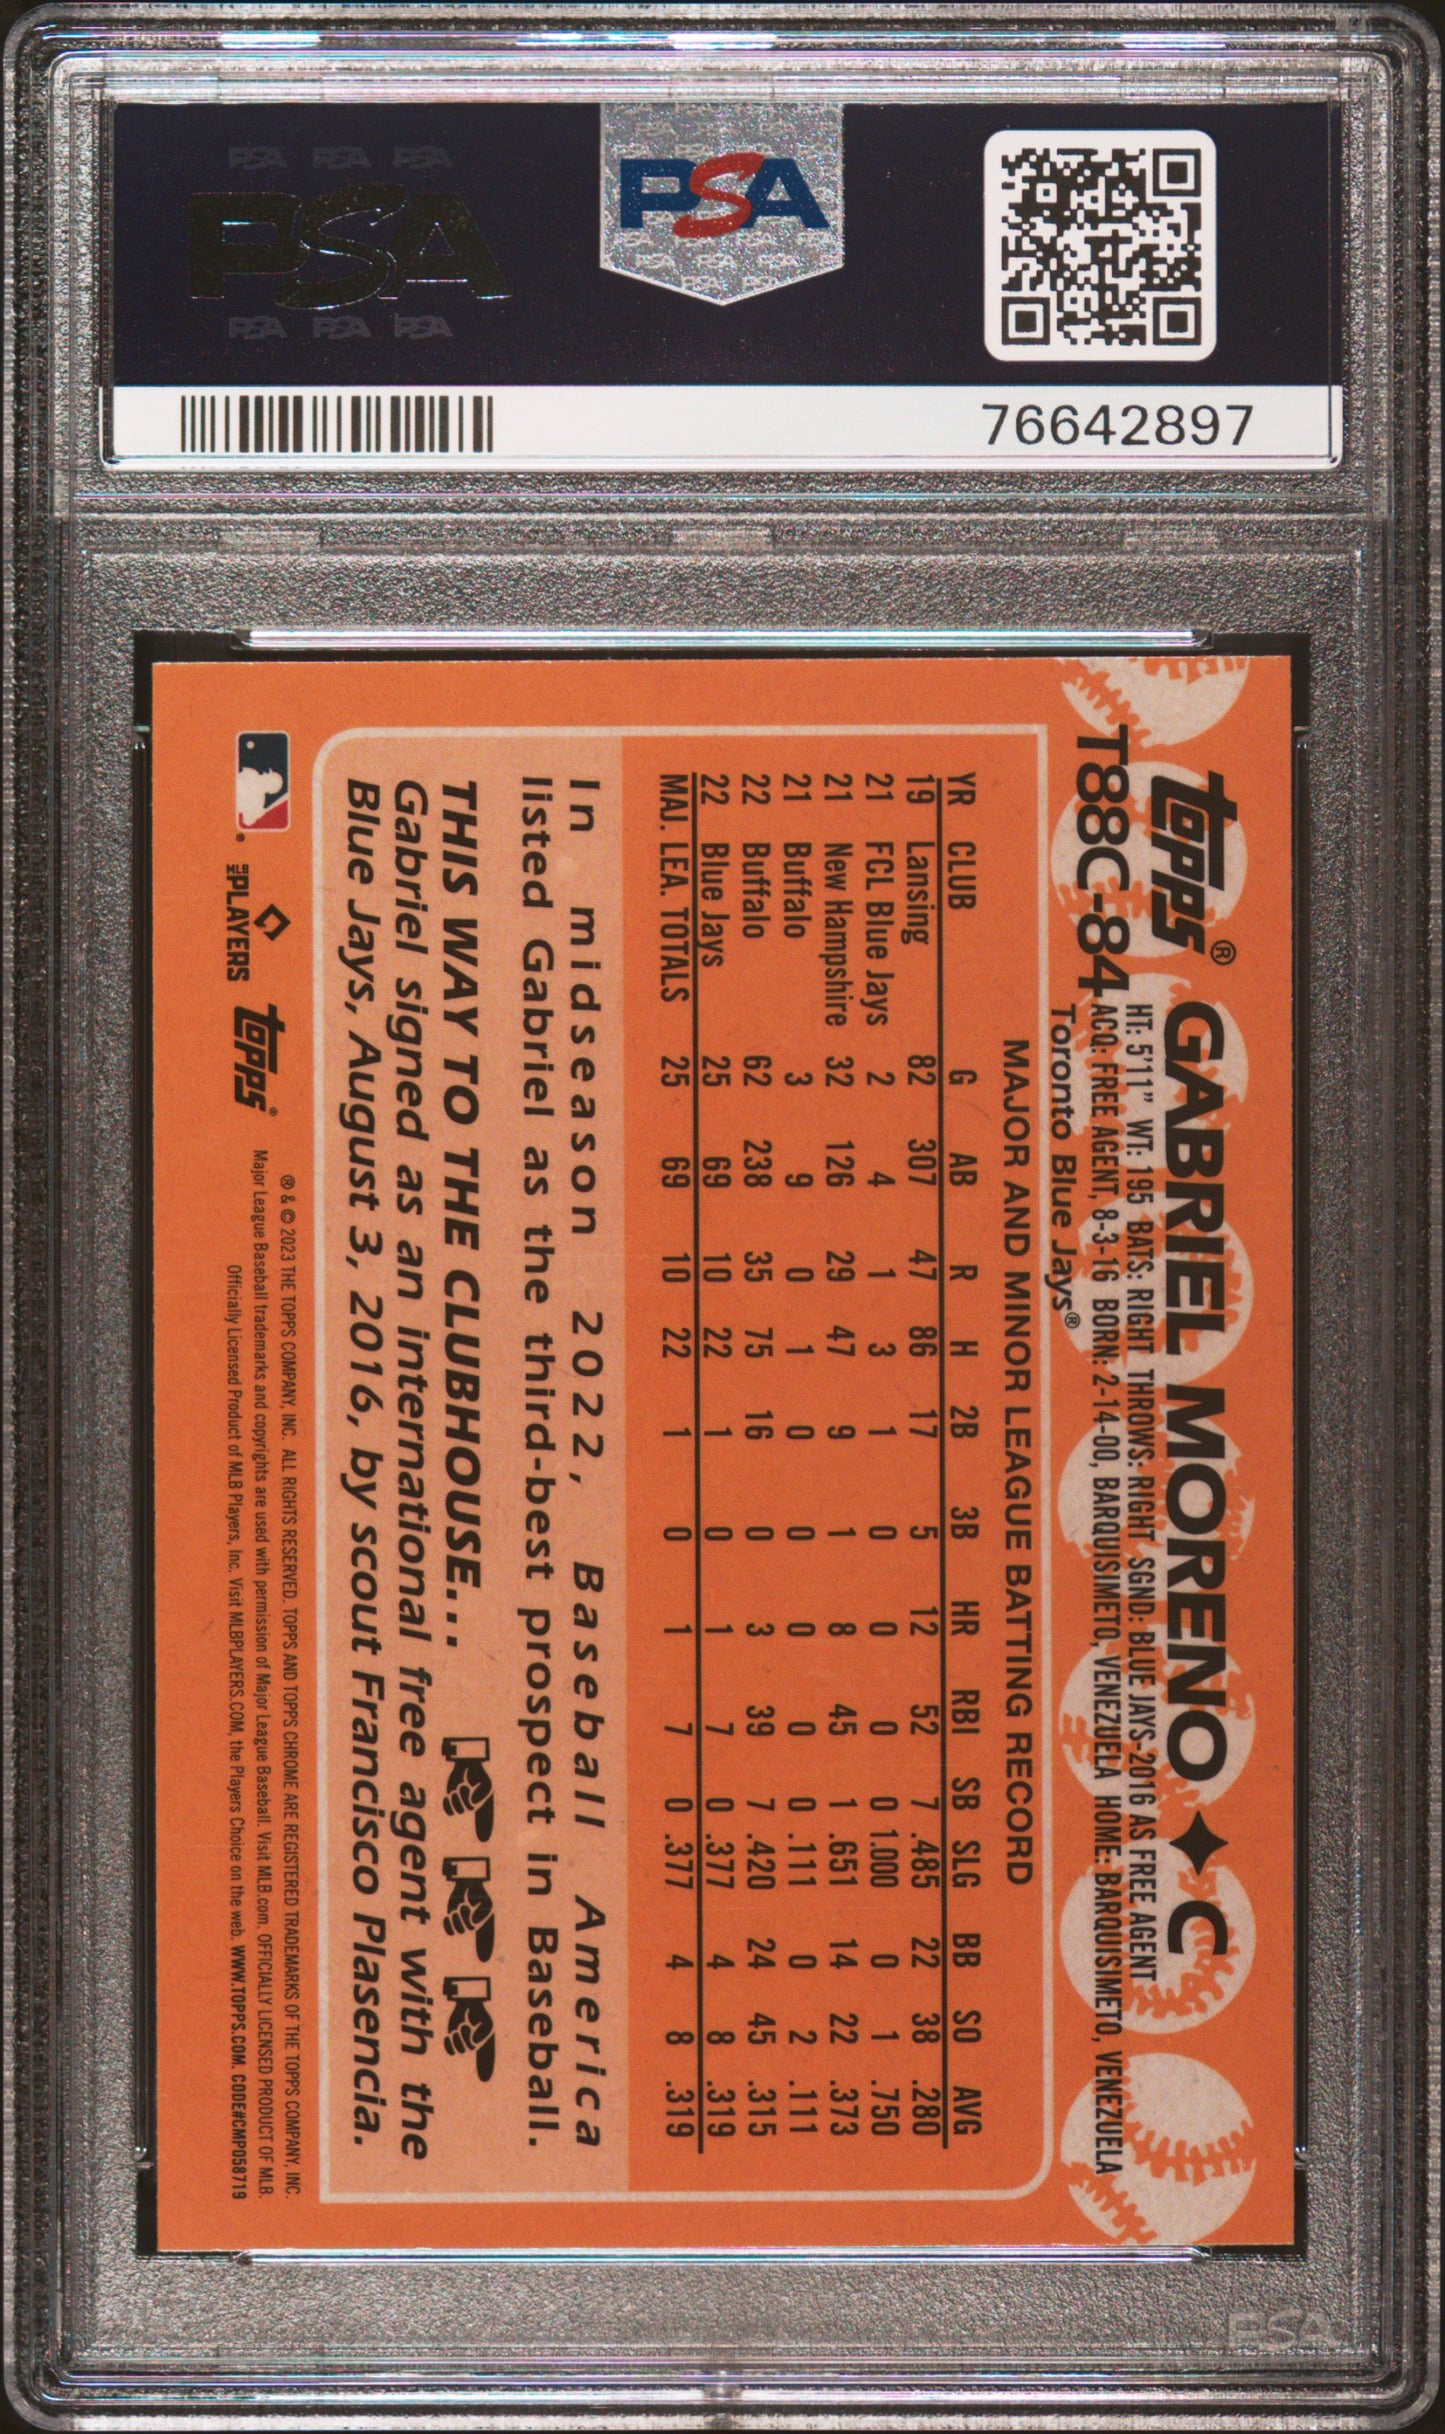 PSA PSA PSA
PSA
PSA PSA PSA
PSA
76642897
topps®
T88C-84
GABRIEL MORENO ✦ C
HT: 5'11" WT: 195 BATS: RIGHT THROWS: RIGHT SGND: BLUE JAYS-2016 AS FREE AGENT
ACQ: FREE AGENT, 8-3-16 BORN: 2-14-00, BARQUISIMETO, VENEZUELA HOME: BARQUISIMETO, VENEZUELA
Toronto Blue Jays®
MAJOR AND MINOR LEAGUE BATTING RECORD
YR CLUB G AB R H 2B 3B HR RBI SB SLG BB SO AVG
19 Lansing 82 307 47 86 17 5 12 52 7 .485 22 38 .280
21 FCL Blue Jays 2 4 1 3 1 0 0 0 0 1.000 0 1 .750
21 New Hampshire 32 126 29 47 9 1 8 45 1 .651 14 22 .373
21 Buffalo 3 9 0 1 0 0 0 0 0 .111 0 2 .111
22 Buffalo 62 238 35 75 16 0 3 39 7 .420 24 45 .315
22 Blue Jays 25 69 10 22 1 0 1 7 0 .377 4 8 .319
MAJ. LEA. TOTALS 25 69 10 22 1 0 1 7 0 .377 4 8 .319
In midseason 2022, Baseball America
listed Gabriel as the third-best prospect in Baseball.
THIS WAY TO THE CLUBHOUSE...
Gabriel signed as an international free agent with the
Blue Jays, August 3, 2016, by scout Francisco Plasencia.
MLB PLAYERS
topps®
® & © 2023 THE TOPPS COMPANY, INC. ALL RIGHTS RESERVED. TOPPS AND TOPPS CHROME ARE REGISTERED TRADEMARKS OF THE TOPPS COMPANY, INC.
Major League Baseball trademarks and copyrights are used with permission of Major League Baseball. Visit MLB.com. OFFICIALLY LICENSED PRODUCT OF MLB.
Officially Licensed Product of MLB Players, Inc. Visit MLBPLAYERS.COM, the Players Choice on the web. WWW.TOPPS.COM. CODE#CMP058719
PSA